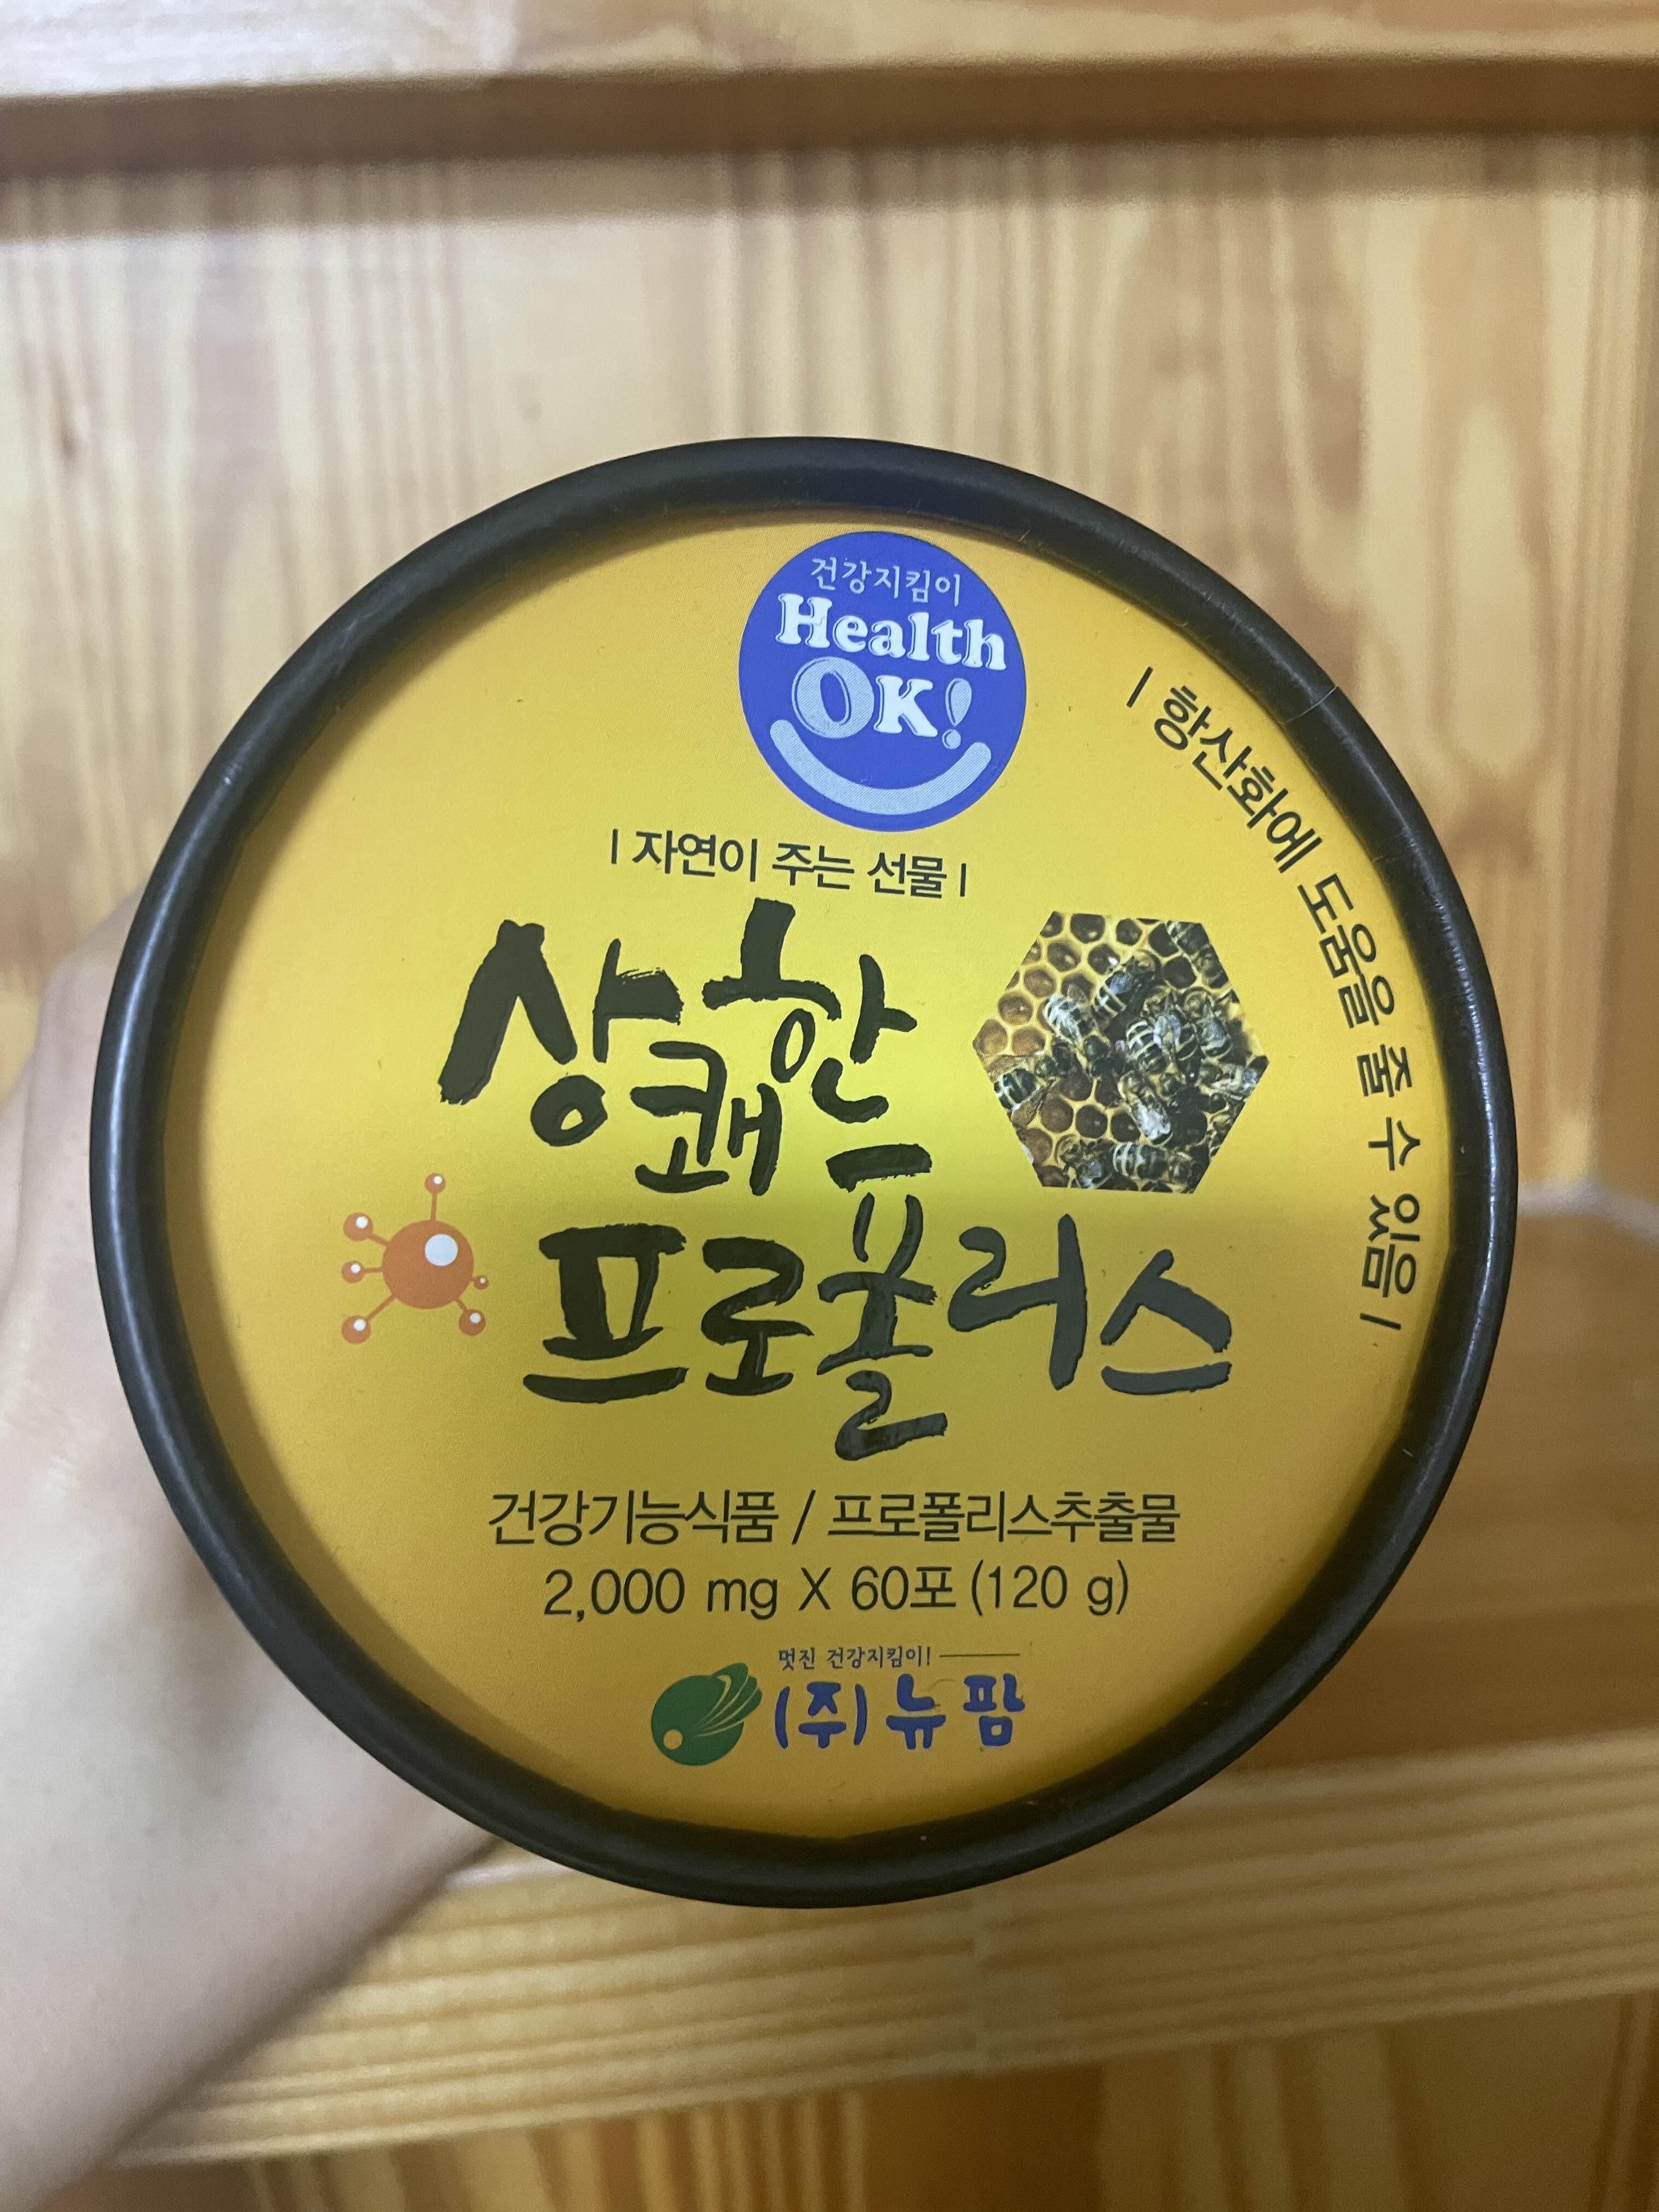 건강지킴이
Health
OK!
| 항산화에 도움을 줄 수 있음 |
| 자연이 주는 선물 |
상쾌한
프로폴리스
건강기능식품 / 프로폴리스추출물
2,000 mg X 60포 (120 g)
멋진 건강지킴이!
(주)뉴팜